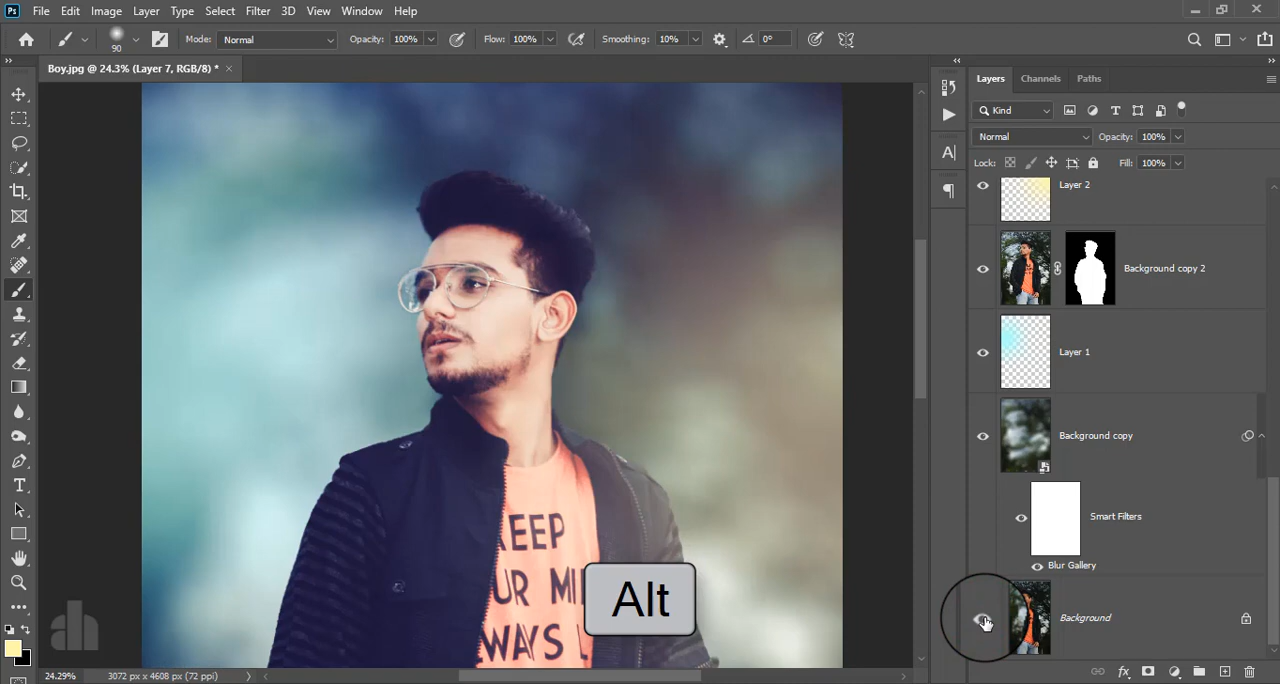 Ps File Edit Image Layer Type Select Filter 3D View Window Help
90 Mode: Normal Opacity: 100% Flow: 100% Smoothing: 10% 0°
Boy.jpg @ 24.3% (Layer 7, RGB/8) * ×
Layers Channels Paths
Kind
Normal Opacity: 100%
Lock: Fill: 100%
Layer 2
Background copy 2
Layer 1
Background copy
Smart Filters
Blur Gallery
Background
KEEP
UR MI
WAYS L
Alt
ah
24.29% 3072 px x 4608 px (72 ppi)